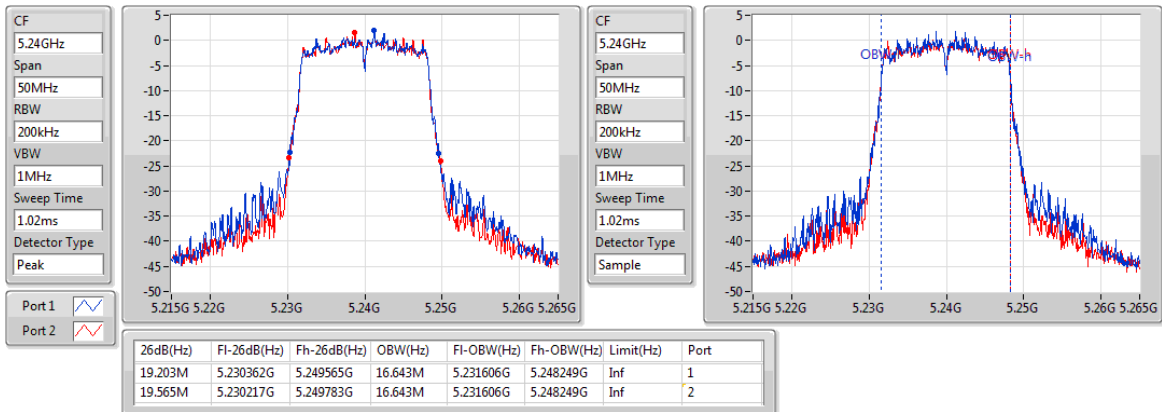 CF
5.24GHz
Span
50MHz
RBW
200kHz
VBW
1MHz
Sweep Time
1.02ms
Detector Type
Peak
Port 1
Port 2
5
0
-5
-10
-15
-20
-25
-30
-35
-40
-45
-50
5.215G 5.22G 5.23G 5.24G 5.25G 5.26G 5.265G
CF
5.24GHz
Span
50MHz
RBW
200kHz
VBW
1MHz
Sweep Time
1.02ms
Detector Type
Sample
5
0
-5
-10
-15
-20
-25
-30
-35
-40
-45
-50
OBW-h
5.215G 5.22G 5.23G 5.24G 5.25G 5.26G 5.265G
26dB(Hz) Fl-26dB(Hz) Fh-26dB(Hz) OBW(Hz) Fl-OBW(Hz) Fh-OBW(Hz) Limit(Hz) Port
19.203M 5.230362G 5.249565G 16.643M 5.231606G 5.248249G Inf 1
19.565M 5.230217G 5.249783G 16.643M 5.231606G 5.248249G Inf 2